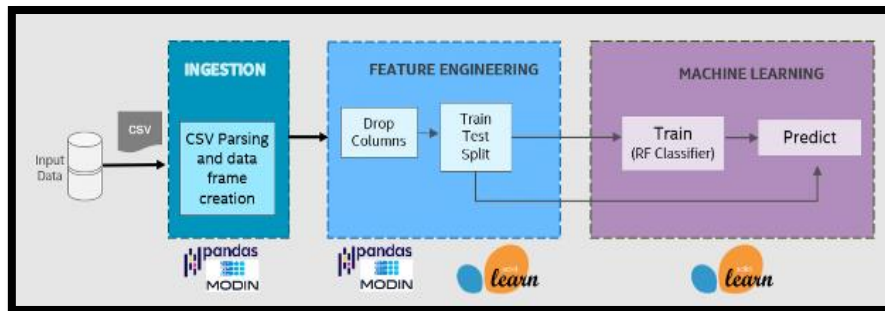 INGESTION
FEATURE ENGINEERING
MACHINE LEARNING
CSV
Input
Data
CSV Parsing
and data
frame
creation
Drop
Columns
Train
Test
Split
Train
(RF Classifier)
Predict
pandas
MODIN
pandas
MODIN
learn
learn